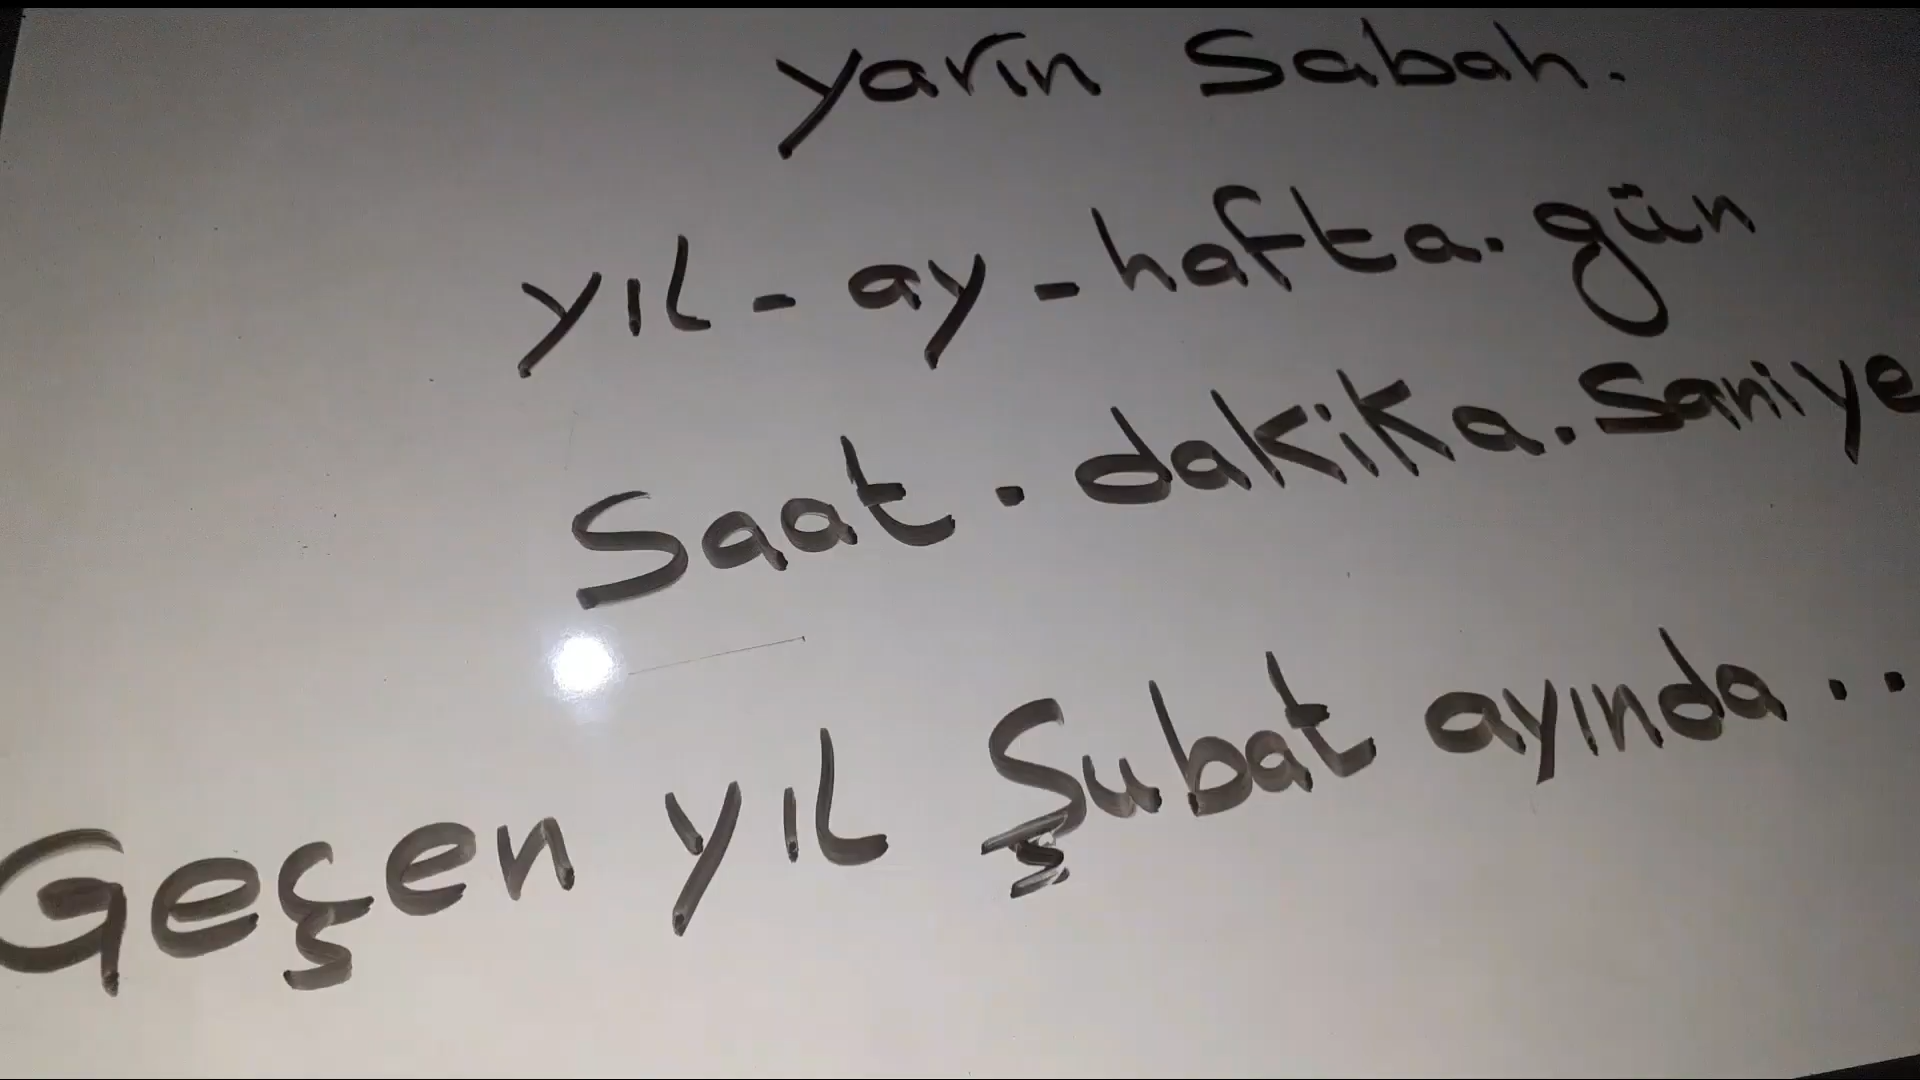 yarın Sabah.
yıl - ay - hafta. gün
Saat . dakika. Saniye
Geçen yıl Şubat ayında . .